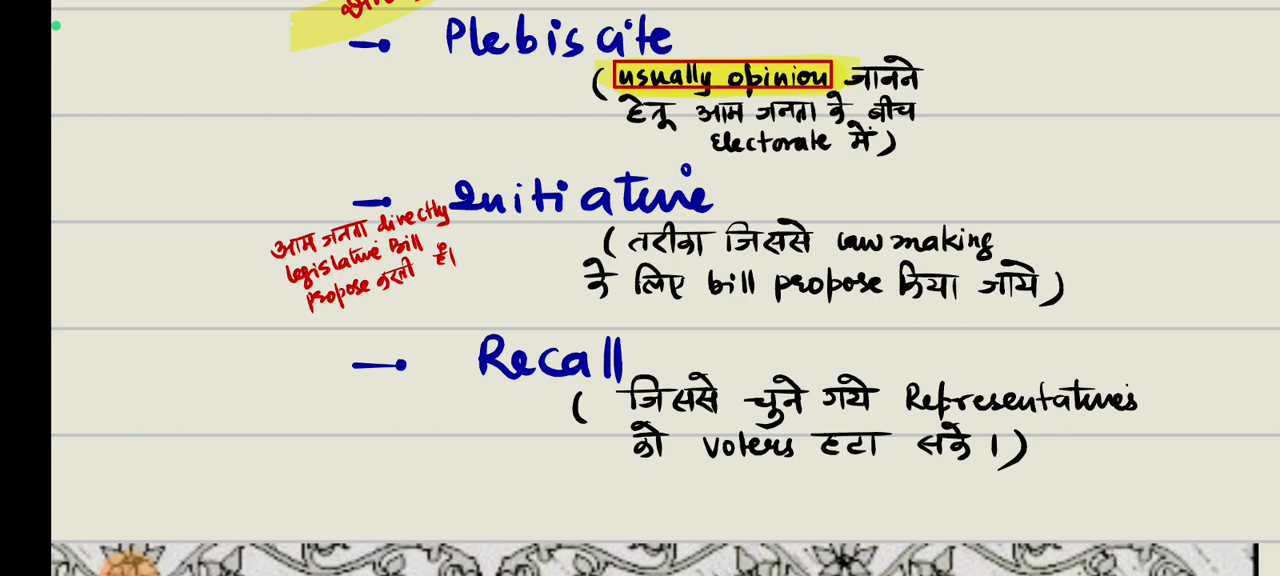 Plebiscite
( usually opinion जानने
हेतू आम जनता के बीच
Electorate में )
Initiative
आम जनता directly
legislative Bill
propose करती है।
( तरीका जिससे law making
के लिए bill propose किया जाये )
Recall
( जिससे चुने गये Representatives
को voters हटा सके । )